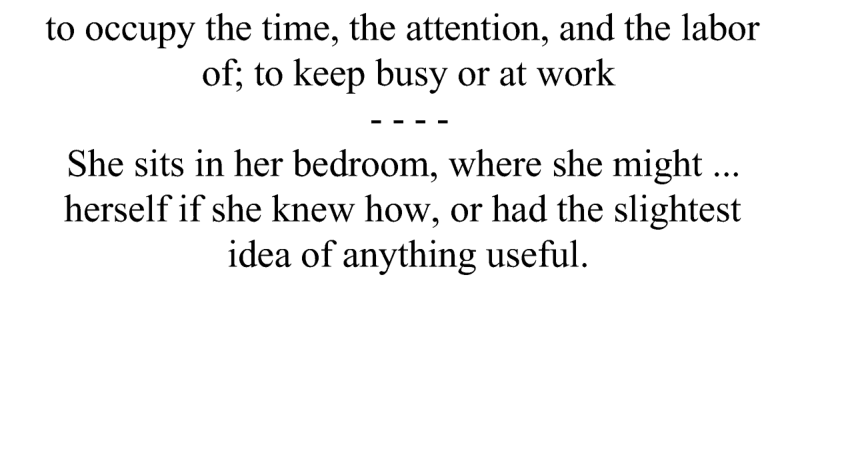 to occupy the time, the attention, and the labor
of; to keep busy or at work
- - - -
She sits in her bedroom, where she might ...
herself if she knew how, or had the slightest
idea of anything useful.